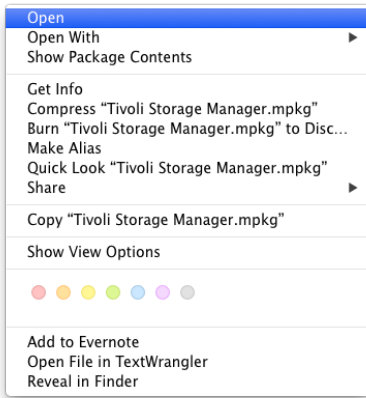 Open
Open With
Show Package Contents
Get Info
Compress “Tivoli Storage Manager.mpkg”
Burn “Tivoli Storage Manager.mpkg” to Disc...
Make Alias
Quick Look “Tivoli Storage Manager.mpkg”
Share
Copy “Tivoli Storage Manager.mpkg”
Show View Options
Add to Evernote
Open File in TextWrangler
Reveal in Finder